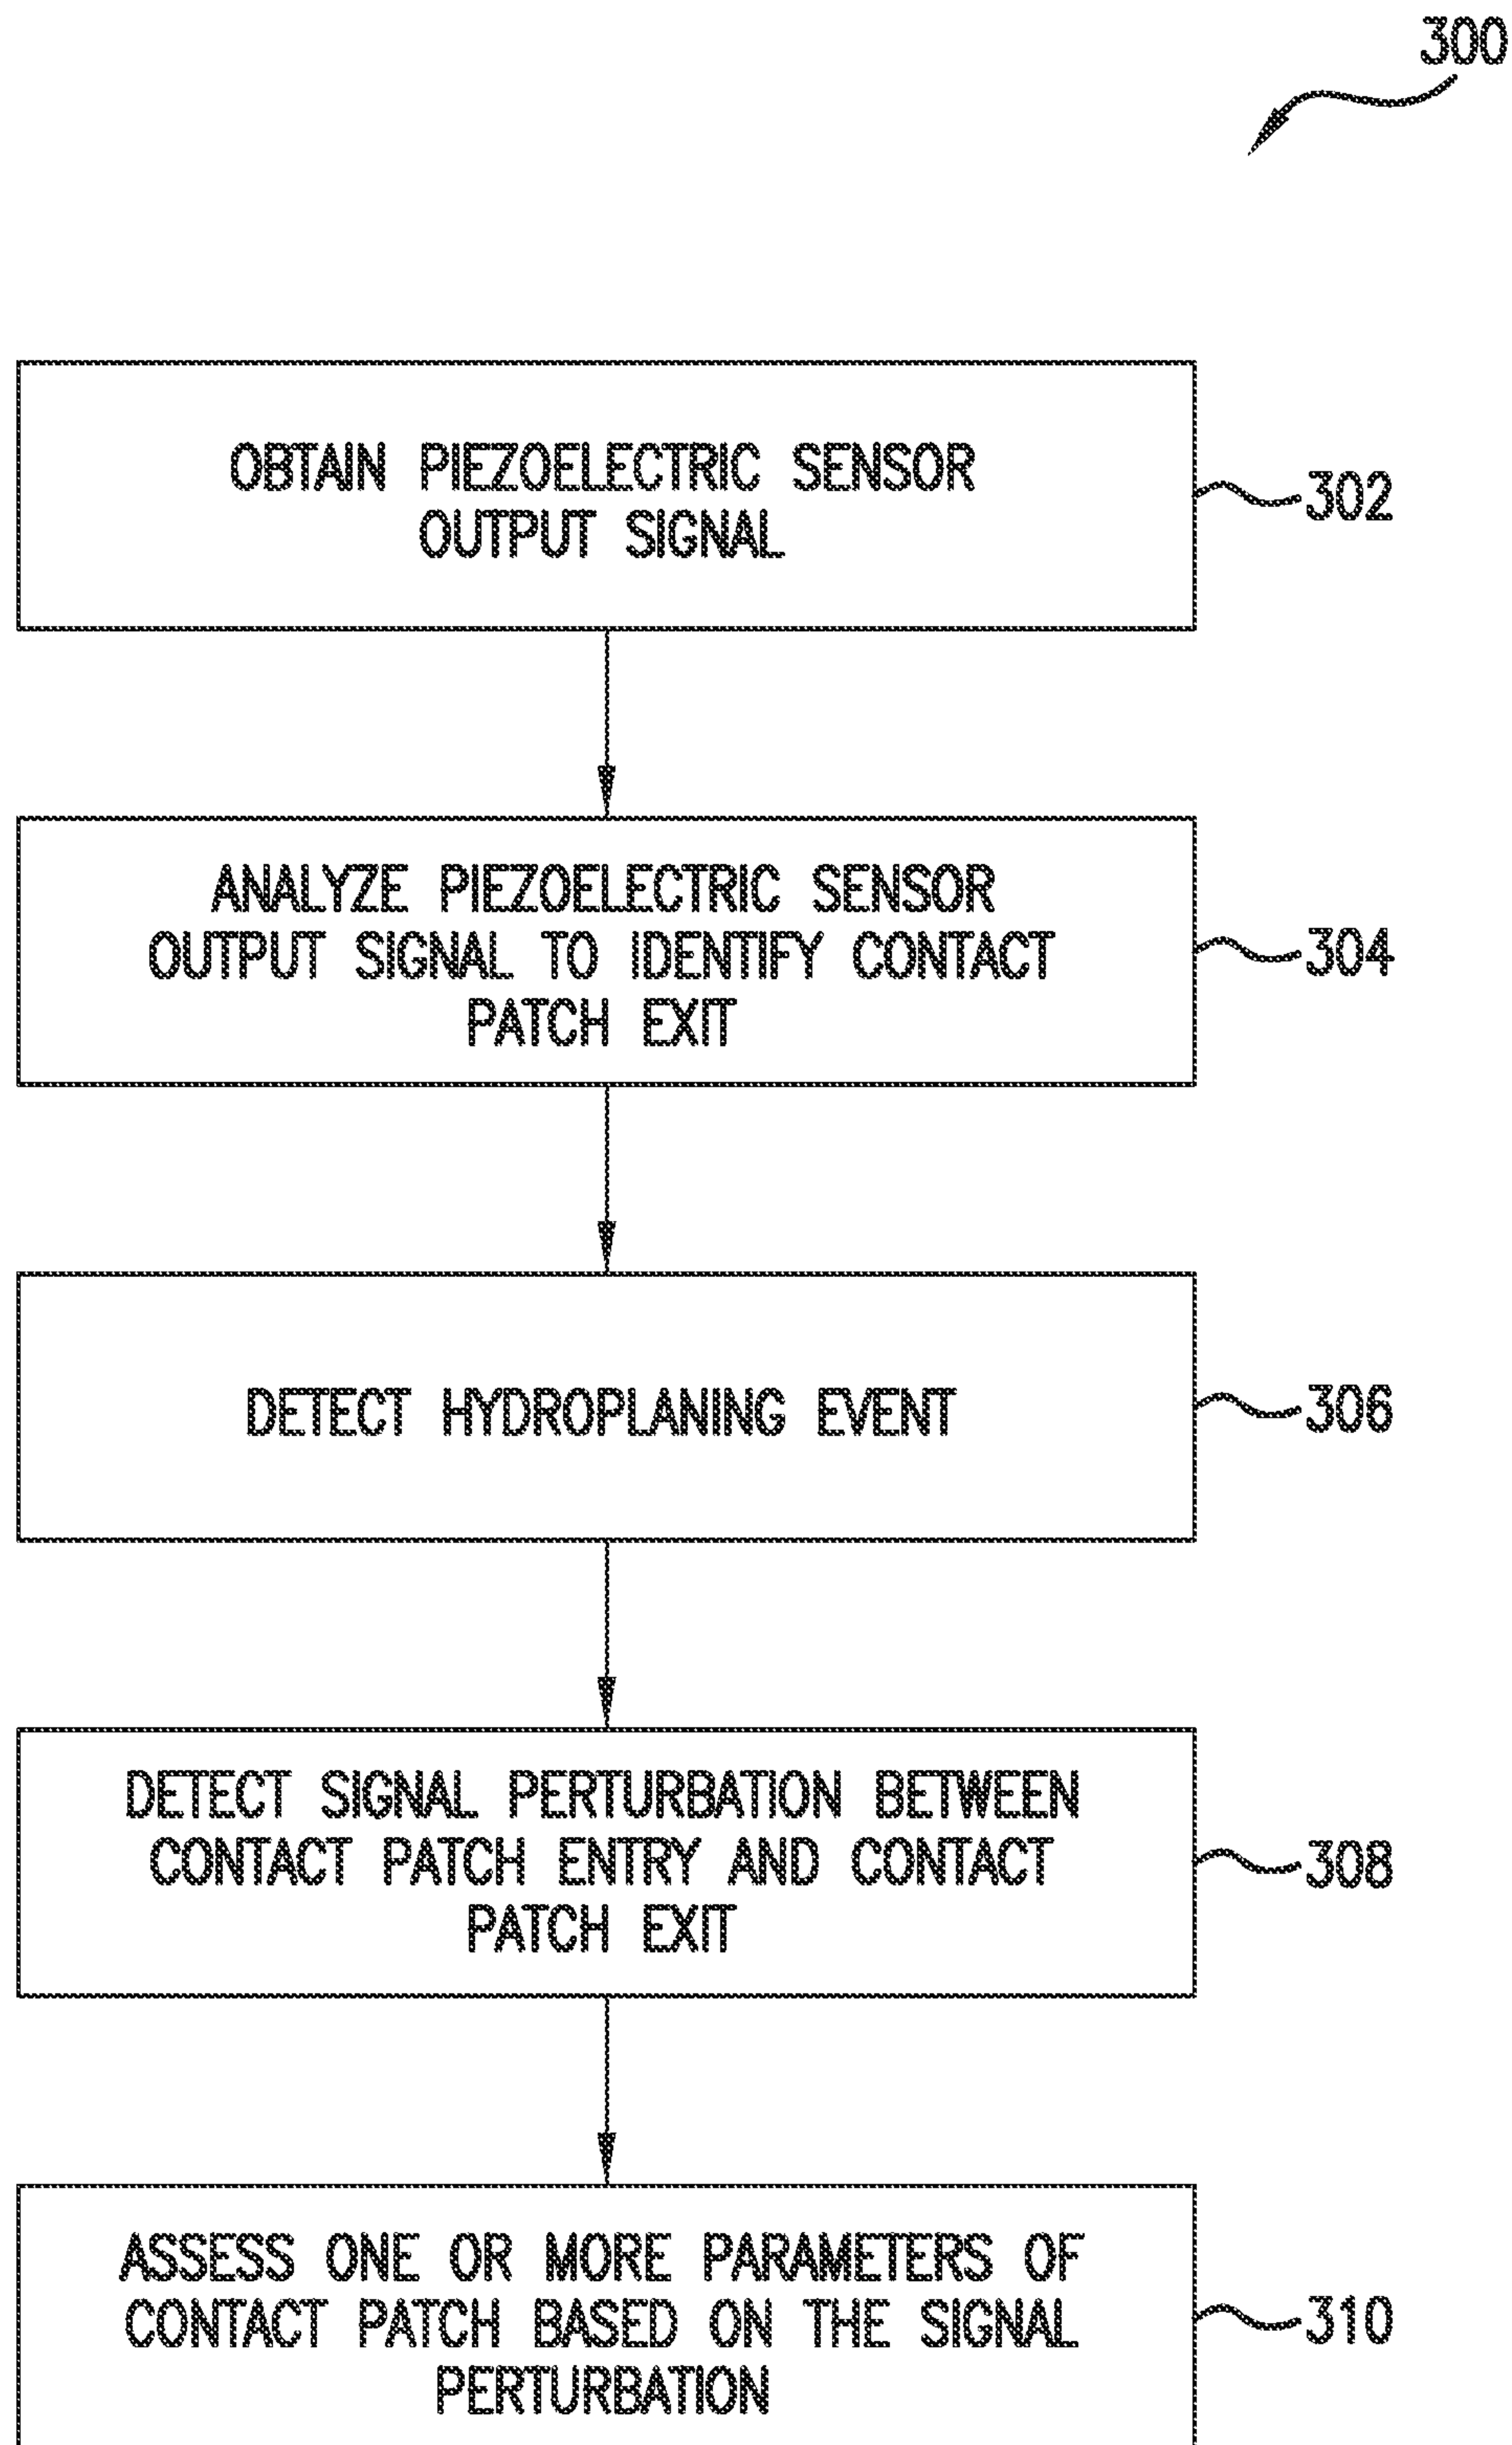 300
OBTAIN PIEZOELECTRIC SENSOR
OUTPUT SIGNAL
302
ANALYZE PIEZOELECTRIC SENSOR
OUTPUT SIGNAL TO IDENTIFY CONTACT
PATCH EXIT
304
DETECT HYDROPLANING EVENT
306
DETECT SIGNAL PERTURBATION BETWEEN
CONTACT PATCH ENTRY AND CONTACT
PATCH EXIT
308
ASSESS ONE OR MORE PARAMETERS OF
CONTACT PATCH BASED ON THE SIGNAL
PERTURBATION
310